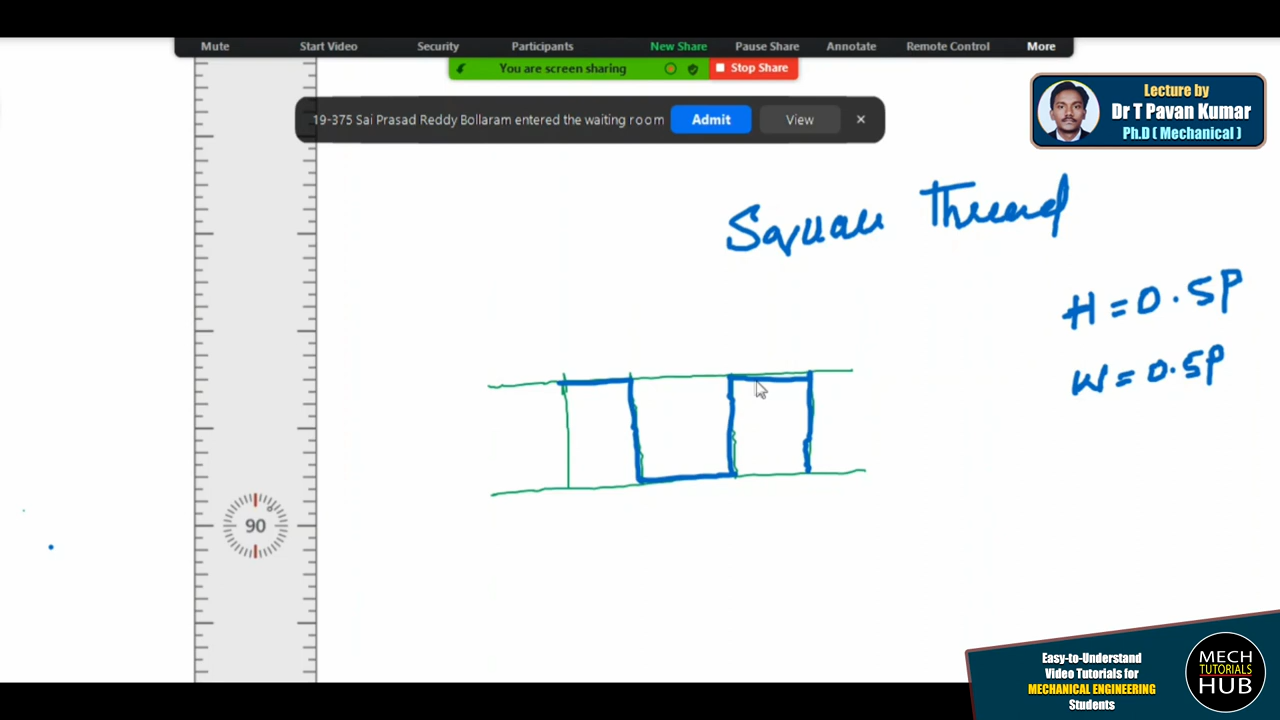 Mute Start Video Security Participants New Share Pause Share Annotate Remote Control More
You are screen sharing Stop Share
19-375 Sai Prasad Reddy Bollaram entered the waiting room Admit View
Lecture by
Dr T Pavan Kumar
Ph.D ( Mechanical )
Square Thread
H = 0.5P
W = 0.5P
90
Easy-to-Understand
Video Tutorials for
MECHANICAL ENGINEERING
Students
MECH
TUTORIALS
HUB